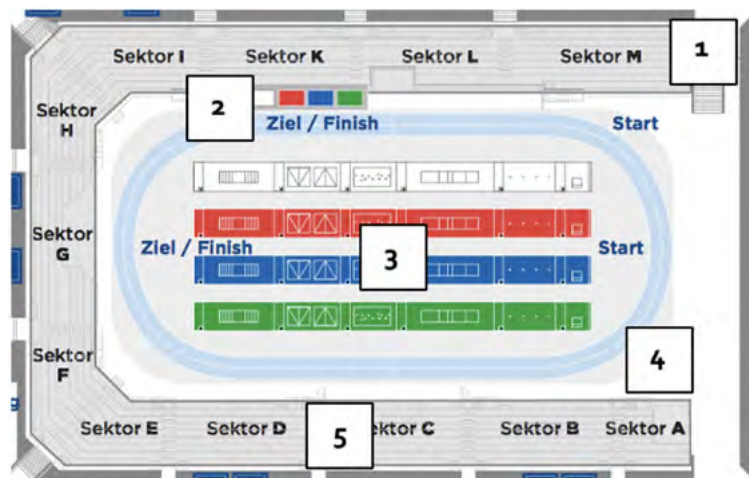 Sektor I
Sektor K
Sektor L
Sektor M
1
2
Sektor
H
Ziel / Finish
Start
Sektor
G
Ziel / Finish
3
Start
Sektor
F
4
Sektor E
Sektor D
5
ektor C
Sektor B
Sektor A